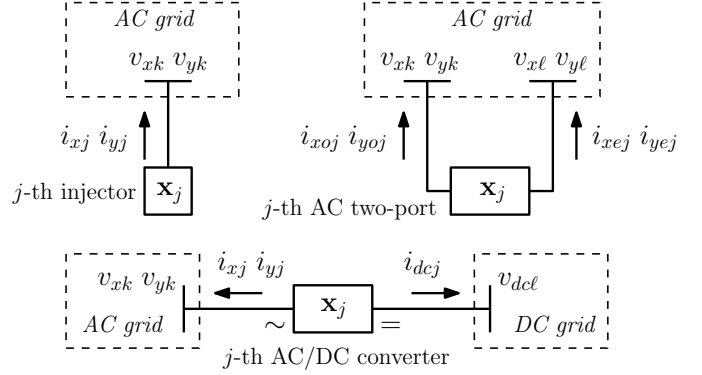 AC grid
v_{xk} v_{yk}
i_{xj} i_{yj}
x_j
j-th injector
AC grid
v_{xk} v_{yk} v_{xℓ} v_{yℓ}
i_{xoj} i_{yoj} i_{xej} i_{yej}
x_j
j-th AC two-port
i_{xj} i_{yj} i_{dcj}
v_{xk} v_{yk} x_j v_{dcℓ}
AC grid ∼ = DC grid
j-th AC/DC converter